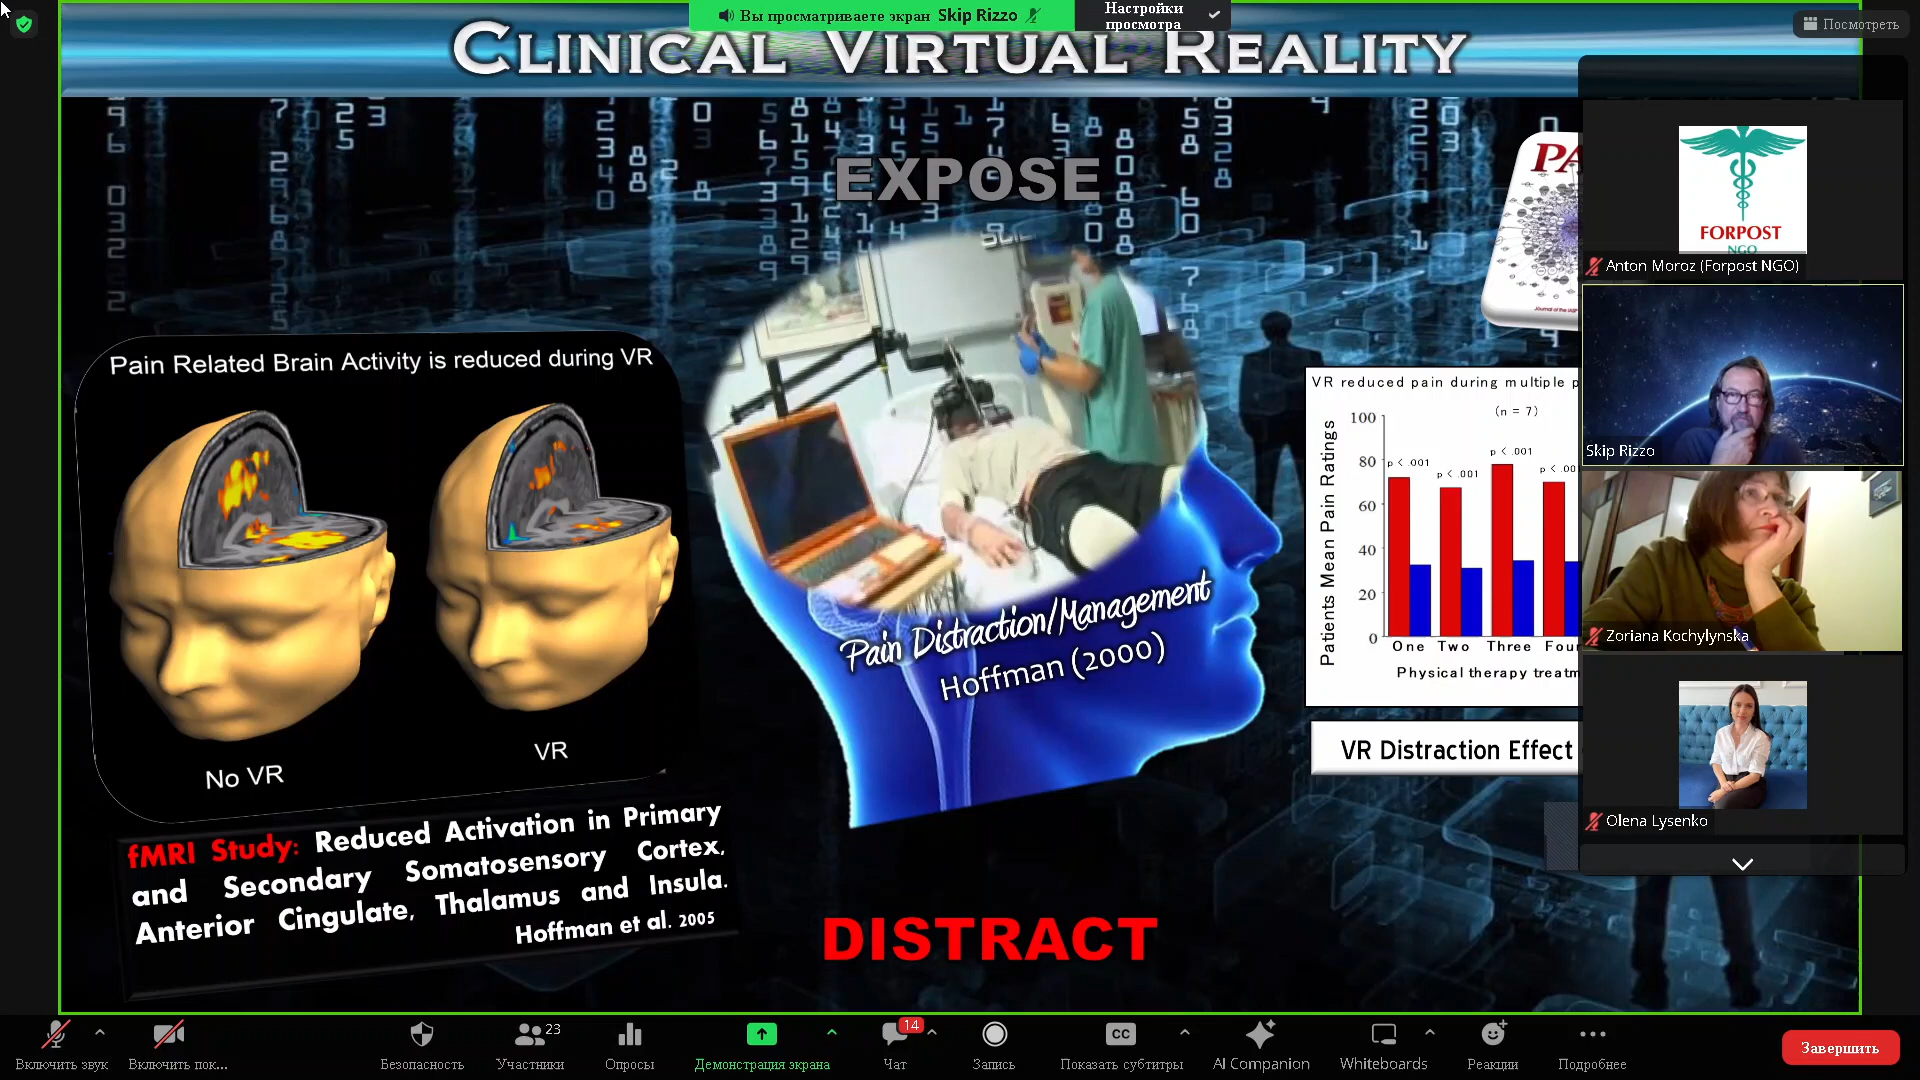 Вы просматриваете экран Skip Rizzo
Настройки
просмотра
Посмотреть
CLINICAL VIRTUAL REALITY
EXPOSE
FORPOST
NGO
Anton Moroz (Forpost NGO)
Skip Rizzo
Zoriana Kochylynska
Olena Lysenko
Pain Related Brain Activity is reduced during VR
No VR
VR
fMRI Study: Reduced Activation in Primary
and Secondary Somatosensory Cortex,
Anterior Cingulate, Thalamus and Insula.
Hoffman et al. 2005
Pain Distraction/Management
Hoffman (2000)
DISTRACT
VR reduced pain during multiple
(n = 7)
Patients Mean Pain Ratings
100
80
60
40
20
0
p < .001
p < .001
p < .001
p < .00
One Two Three
Physical therapy
VR Distraction Effect
Включить звук
Включить пок...
Безопасность
23
Участники
Опросы
Демонстрация экрана
14
Чат
Запись
CC
Показать субтитры
AI Companion
Whiteboards
Реакции
Подробнее
Завершить